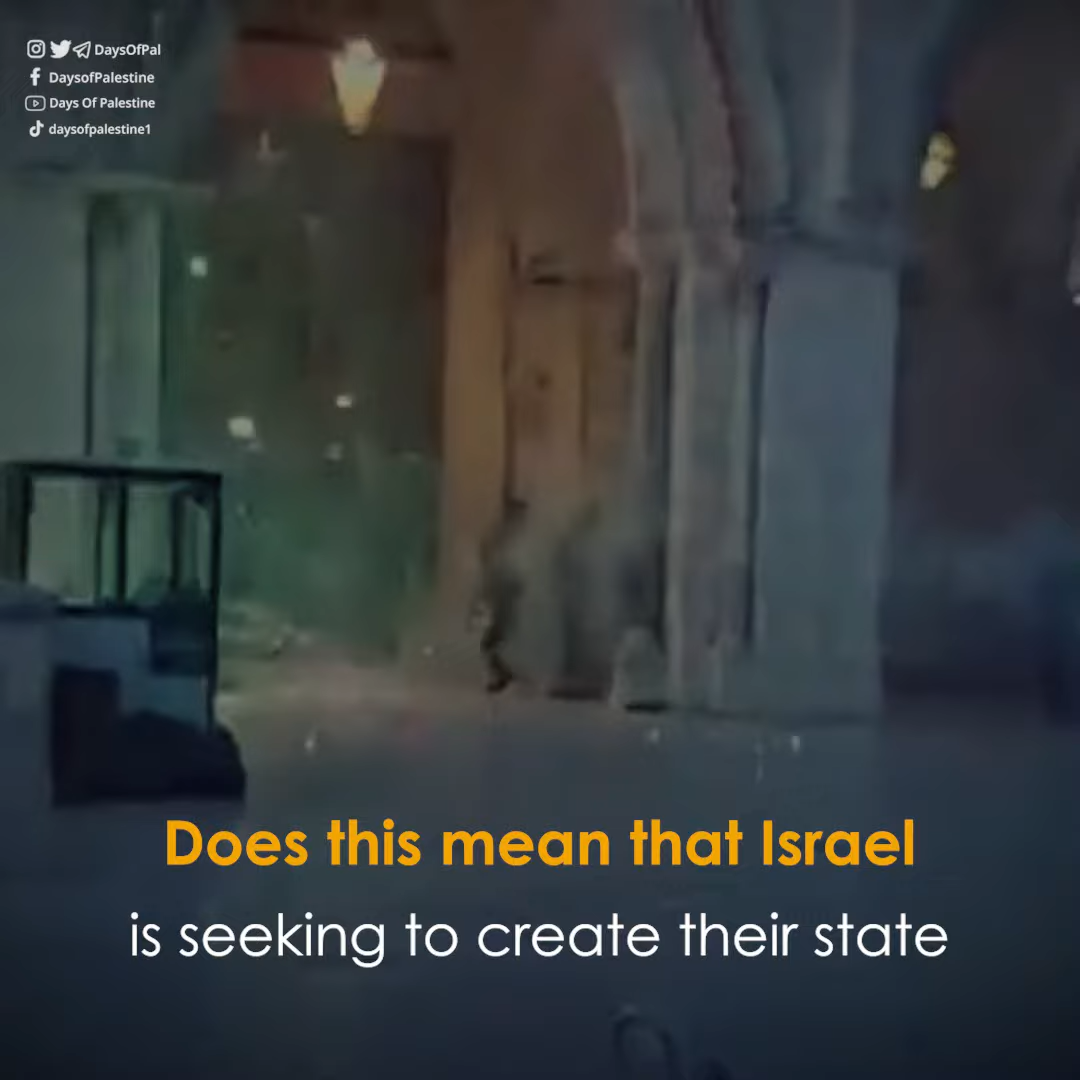 DaysOfPal
DaysofPalestine
Days Of Palestine
daysofpalestine1
Does this mean that Israel
is seeking to create their state